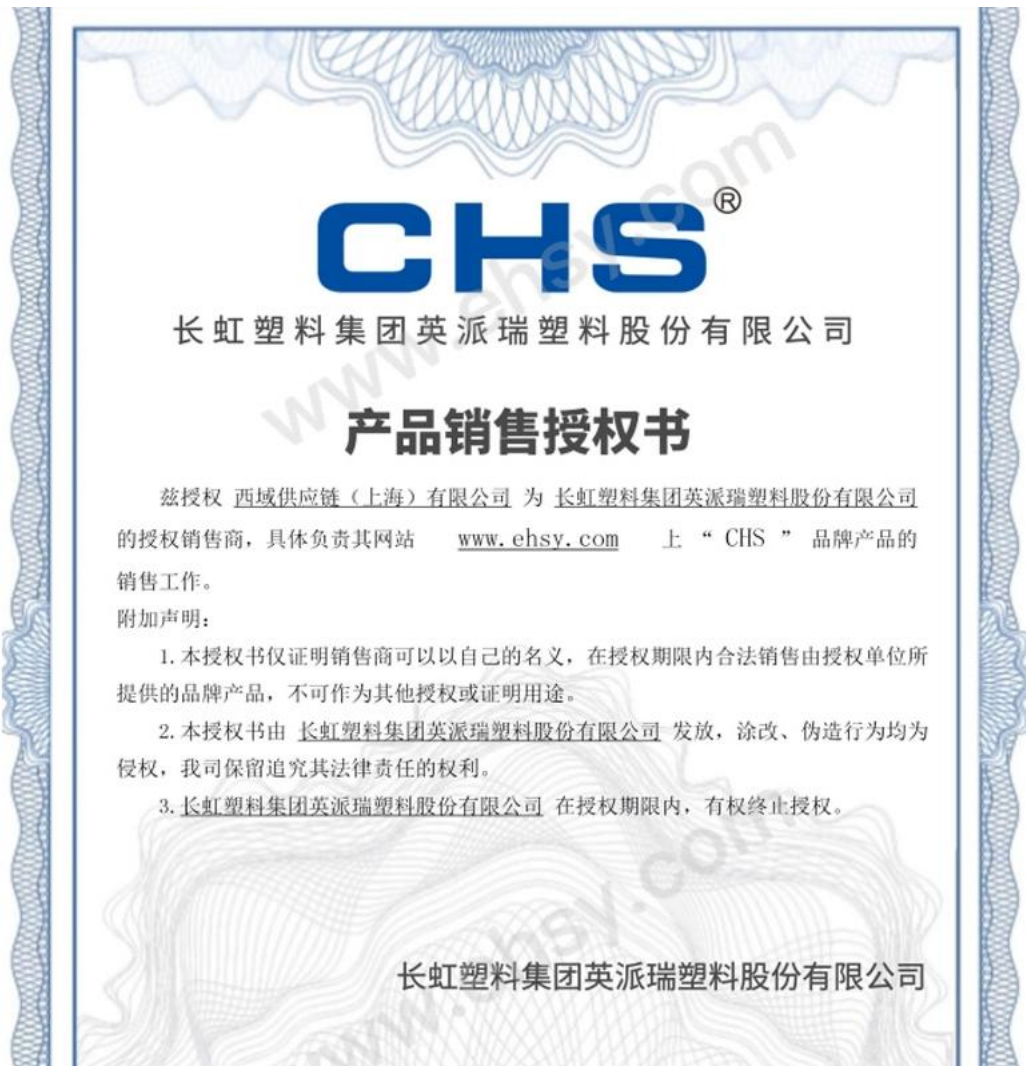 CHS®
长虹塑料集团英派瑞塑料股份有限公司
产品销售授权书
兹授权 西域供应链（上海）有限公司 为 长虹塑料集团英派瑞塑料股份有限公司
的授权销售商，具体负责其网站 www.ehsy.com 上 “ CHS ” 品牌产品的
销售工作。
附加声明：
1.本授权书仅证明销售商可以以自己的名义，在授权期限内合法销售由授权单位所
提供的品牌产品，不可作为其他授权或证明用途。
2.本授权书由 长虹塑料集团英派瑞塑料股份有限公司 发放，涂改、伪造行为均为
侵权，我司保留追究其法律责任的权利。
3.长虹塑料集团英派瑞塑料股份有限公司 在授权期限内，有权终止授权。
长虹塑料集团英派瑞塑料股份有限公司
www.ehsy.com
www.ehsy.com